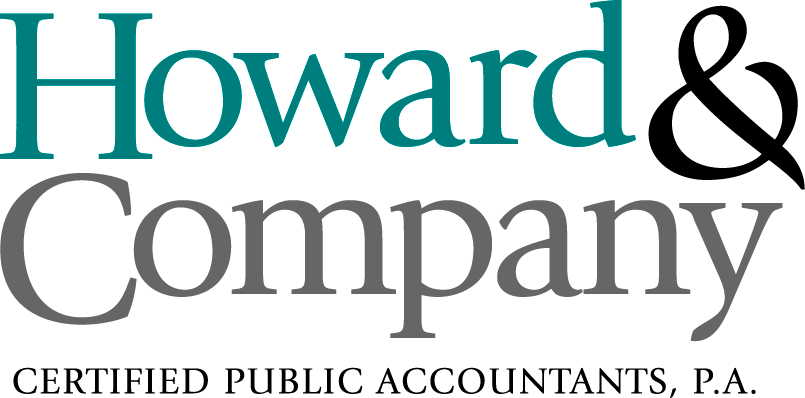 Howard &
Company
CERTIFIED PUBLIC ACCOUNTANTS, P.A.